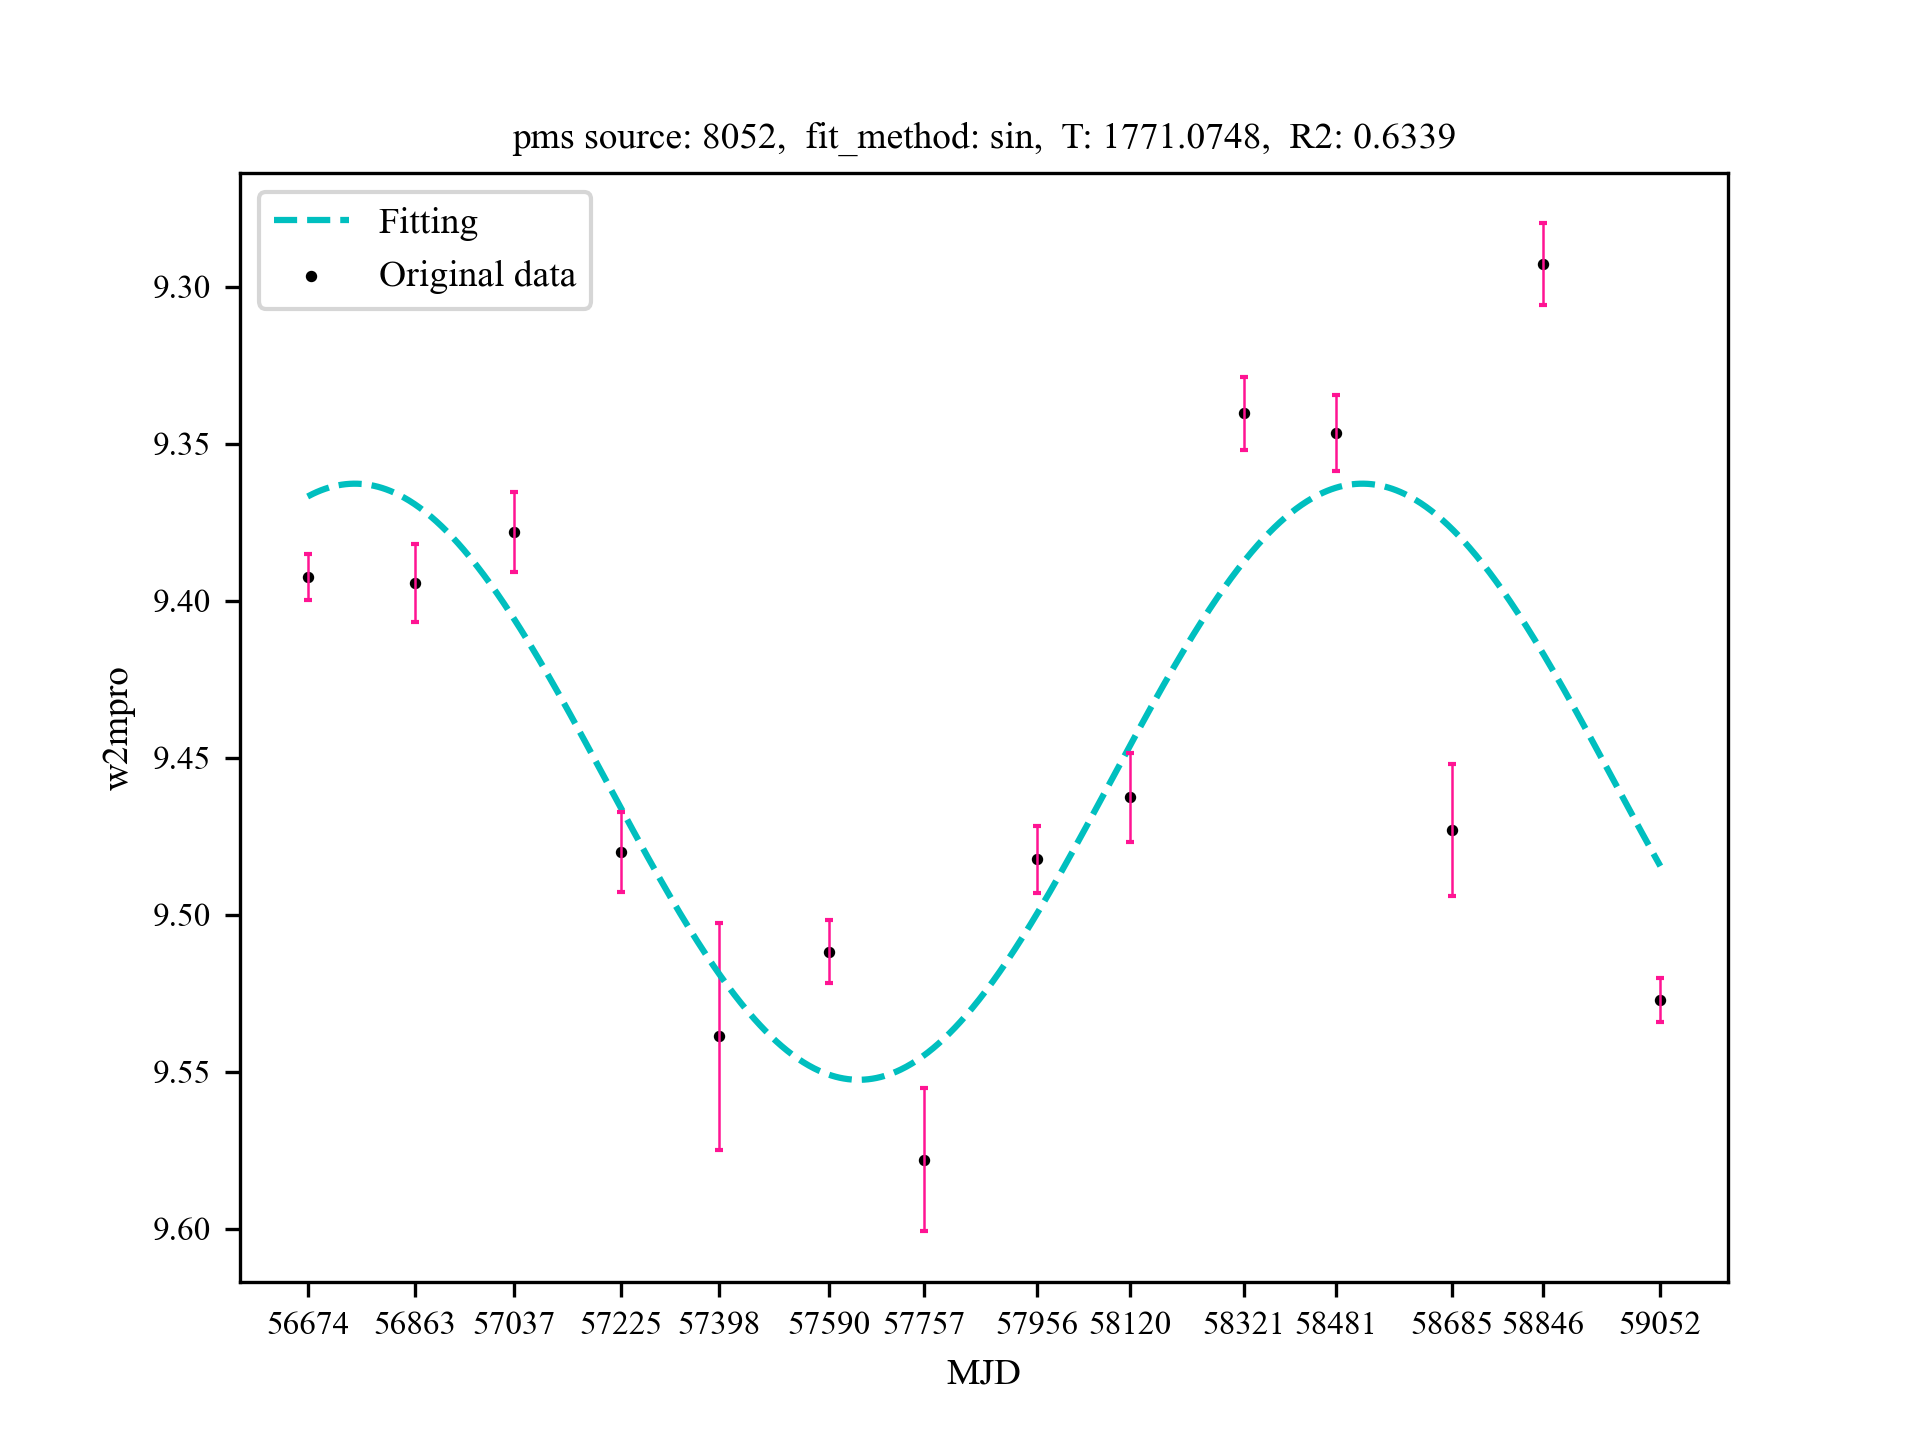 pms source: 8052, fit_method: sin, T: 1771.0748, R2: 0.6339
Fitting
Original data
9.30
9.35
9.40
9.45
9.50
9.55
9.60
w2mpro
56674 56863 57037 57225 57398 57590 57757 57956 58120 58321 58481 58685 58846 59052
MJD